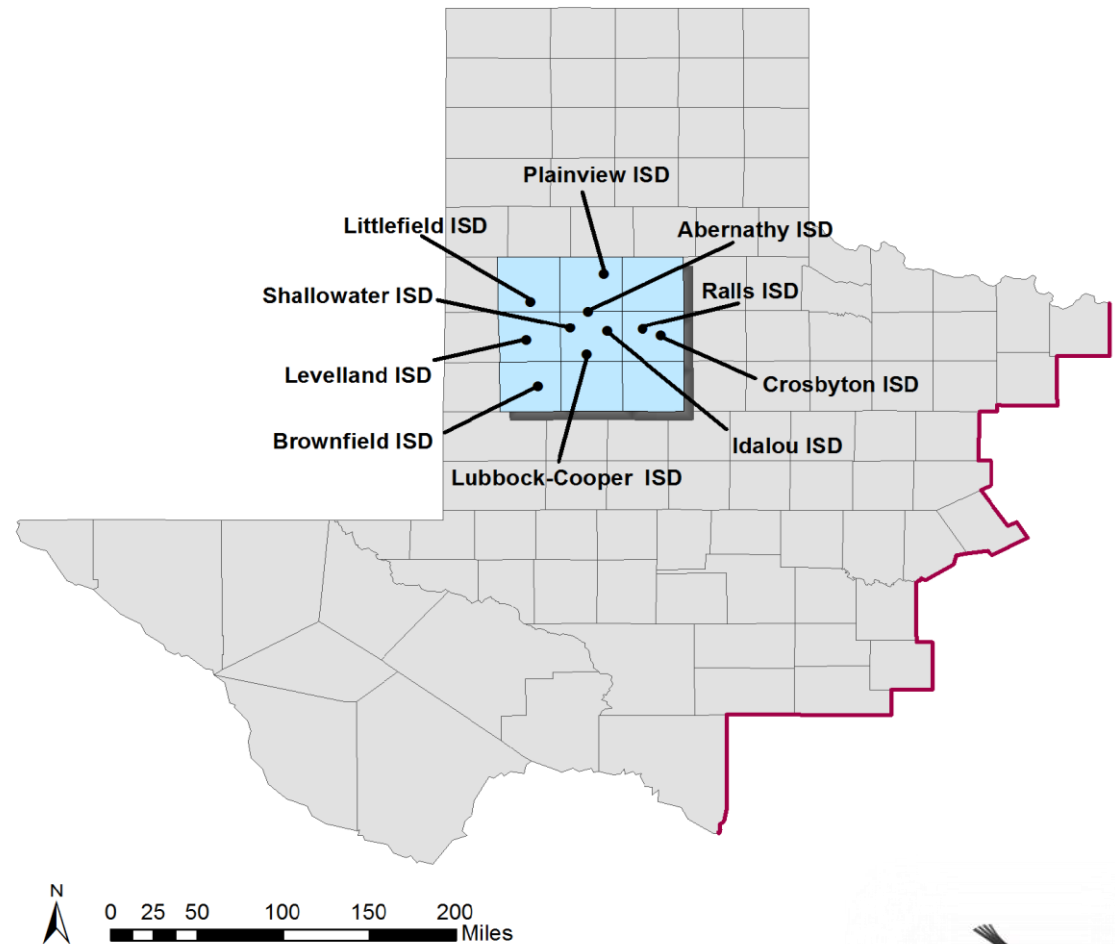 Plainview ISD
Littlefield ISD
Abernathy ISD
Shallowater ISD
Ralls ISD
Levelland ISD
Crosbyton ISD
Brownfield ISD
Idalou ISD
Lubbock-Cooper ISD
N
0 25 50 100 150 200
Miles